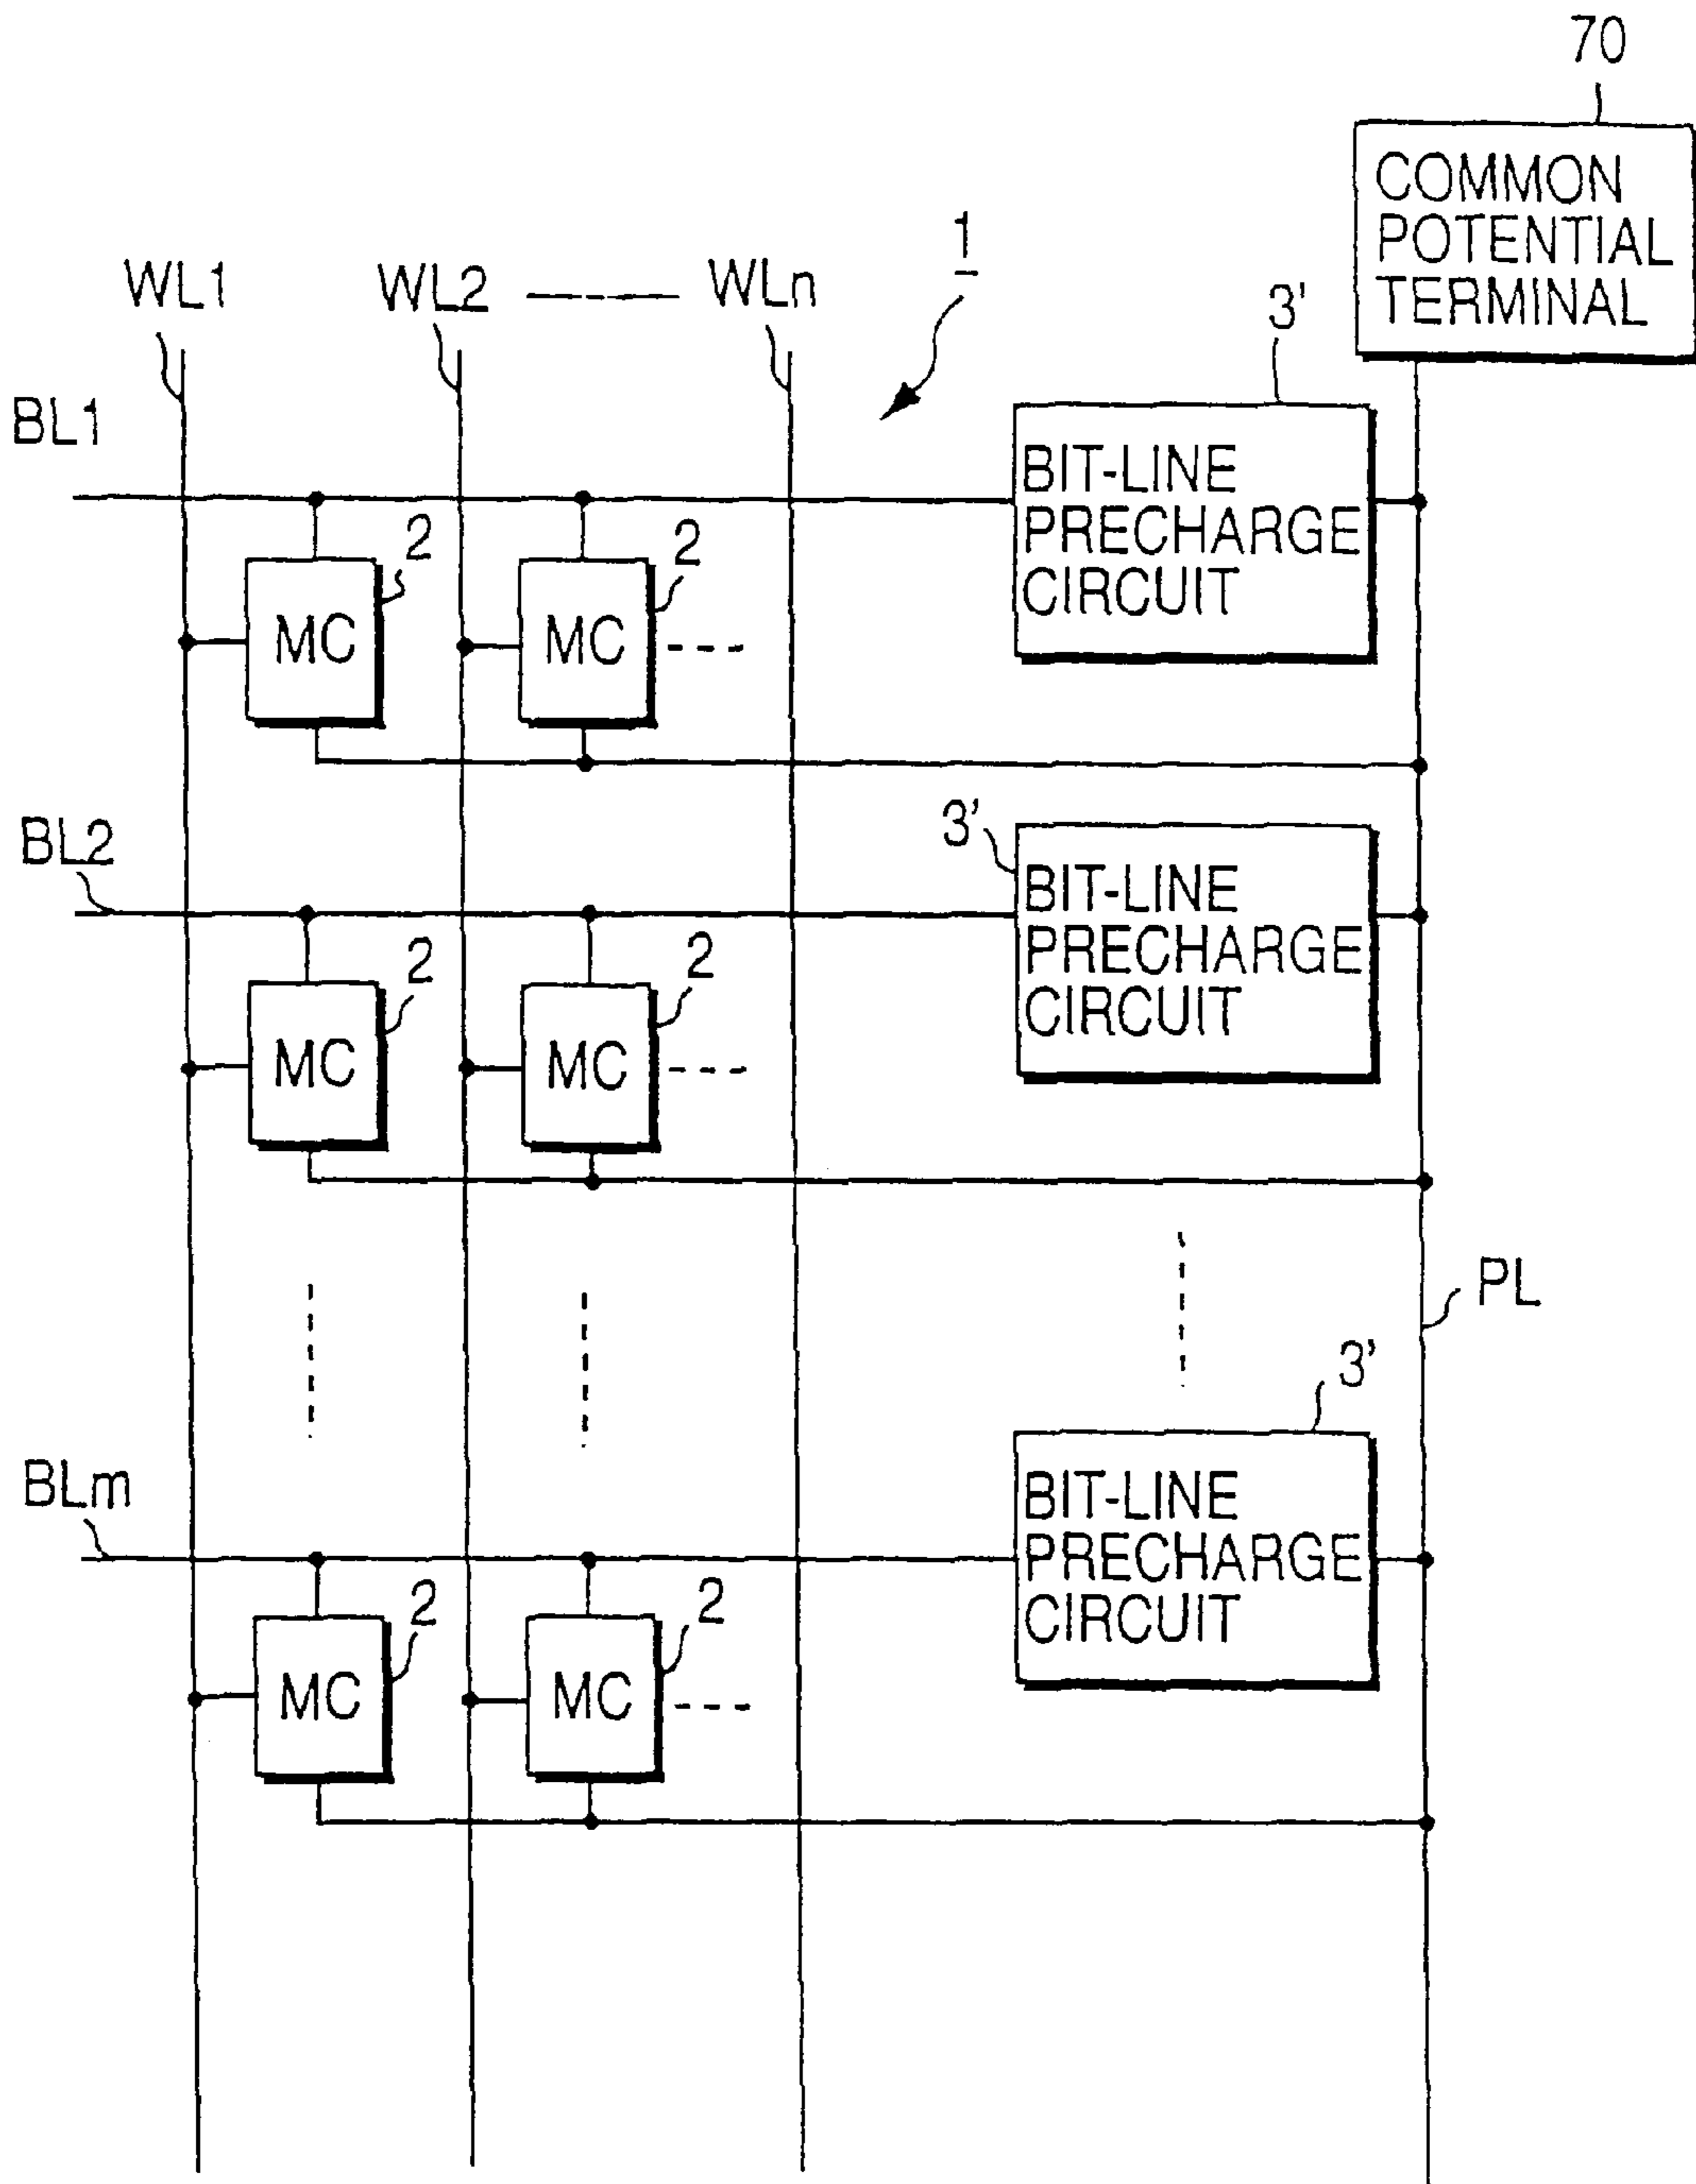 70
COMMON
POTENTIAL
TERMINAL
1
WL1 WL2 WLn
3'
BL1
BIT-LINE
PRECHARGE
CIRCUIT
2 2
MC MC
3'
BL2
BIT-LINE
PRECHARGE
CIRCUIT
2 2
MC MC
PL
3'
BLm
BIT-LINE
PRECHARGE
CIRCUIT
2 2
MC MC